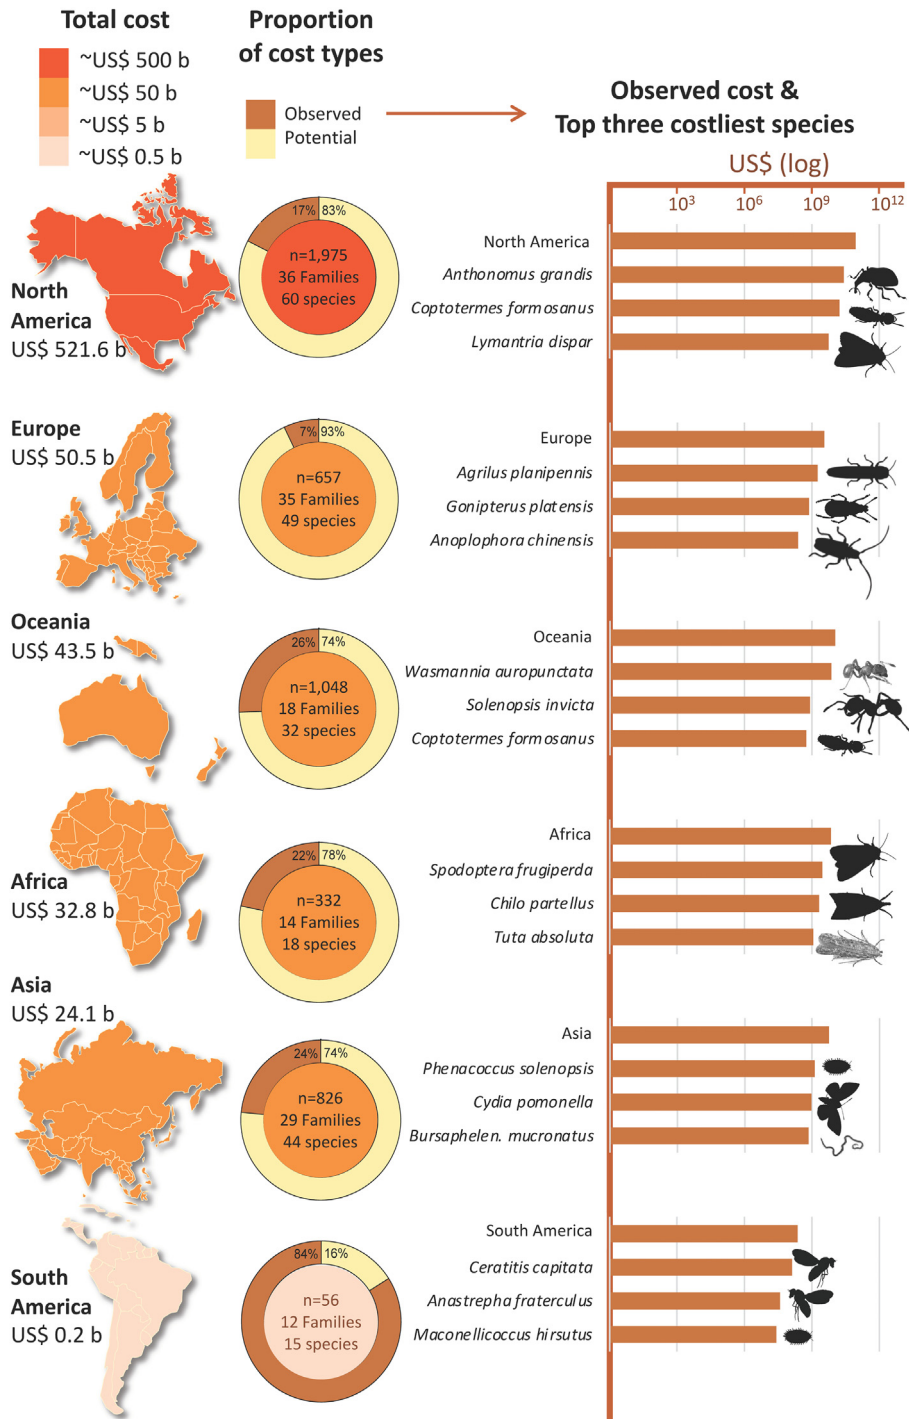 Total cost
~US$ 500 b
~US$ 50 b
~US$ 5 b
~US$ 0.5 b
Proportion
of cost types
Observed
Potential
Observed cost &
Top three costliest species
US$ (log)
10³
10⁶
10⁹
10¹²
North
America
US$ 521.6 b
17% 83%
n=1,975
36 Families
60 species
North America
Anthonomus grandis
Coptotermes formosanus
Lymantria dispar
Europe
US$ 50.5 b
7% 93%
n=657
35 Families
49 species
Europe
Agrilus planipennis
Gonipterus platensis
Anoplophora chinensis
Oceania
US$ 43.5 b
26% 74%
n=1,048
18 Families
32 species
Oceania
Wasmannia auropunctata
Solenopsis invicta
Coptotermes formosanus
Africa
US$ 32.8 b
22% 78%
n=332
14 Families
18 species
Africa
Spodoptera frugiperda
Chilo partellus
Tuta absoluta
Asia
US$ 24.1 b
24% 74%
n=826
29 Families
44 species
Asia
Phenacoccus solenopsis
Cydia pomonella
Bursaphelen. mucronatus
South
America
US$ 0.2 b
84% 16%
n=56
12 Families
15 species
South America
Ceratitis capitata
Anastrepha fraterculus
Maconellicoccus hirsutus